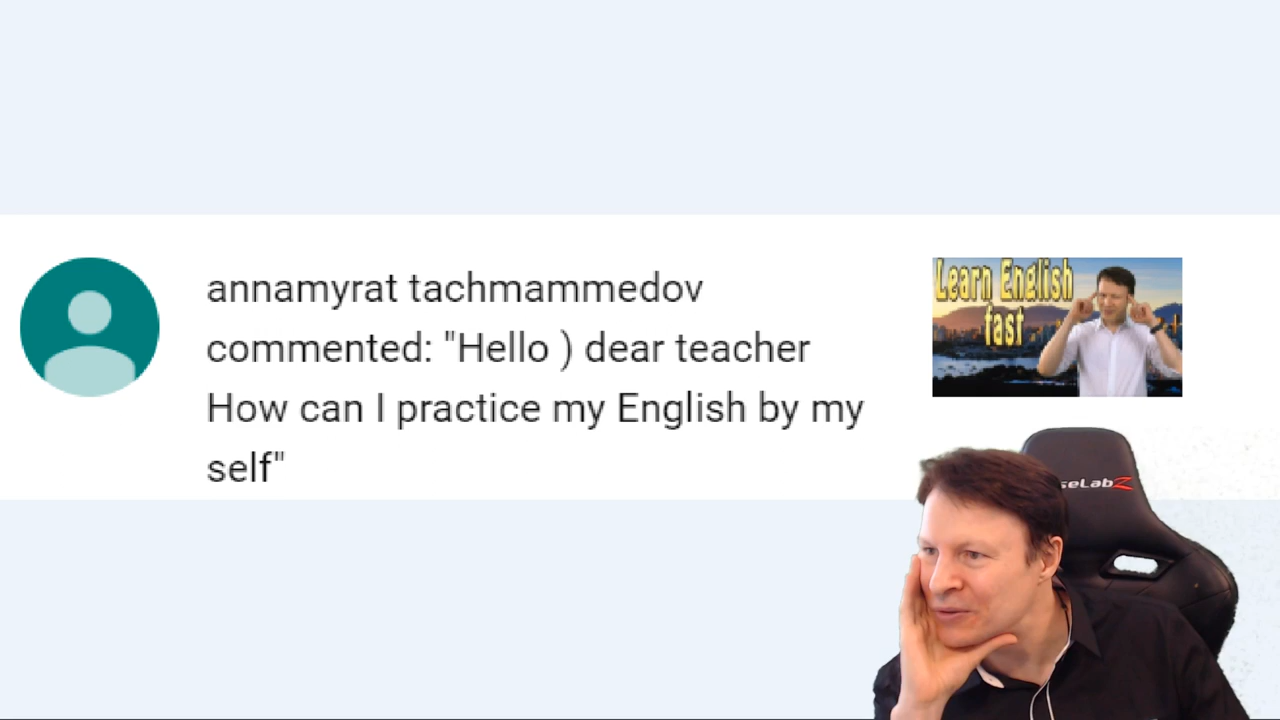 annamyrat tachmammedov
commented: "Hello ) dear teacher
How can I practice my English by my
self"
Learn English
fast